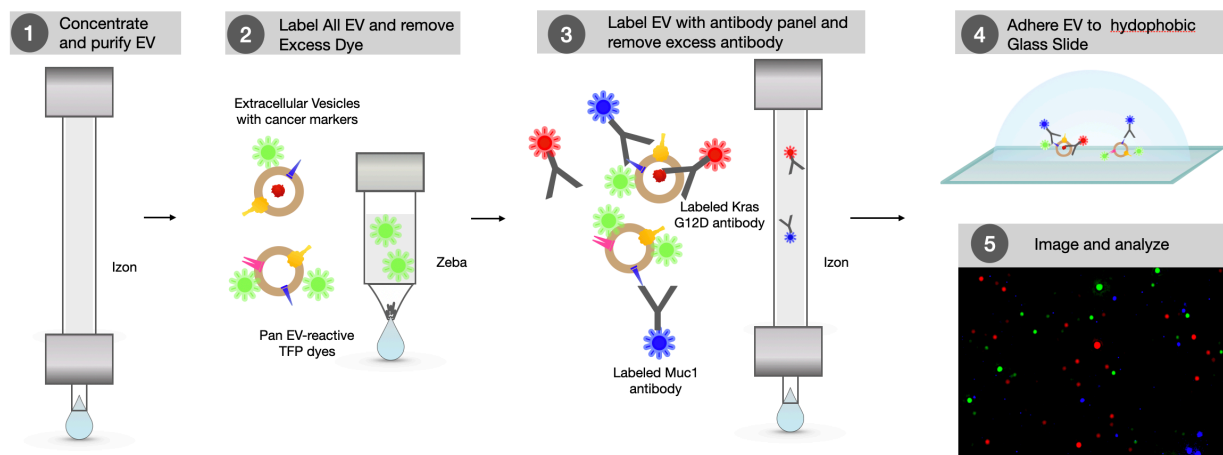 1
Concentrate
and purify EV
Izon
2
Label All EV and remove
Excess Dye
Extracellular Vesicles
with cancer markers
Pan EV-reactive
TFP dyes
Zeba
3
Label EV with antibody panel and
remove excess antibody
Labeled Kras
G12D antibody
Labeled Muc1
antibody
Izon
4
Adhere EV to hydophobic
Glass Slide
5
Image and analyze